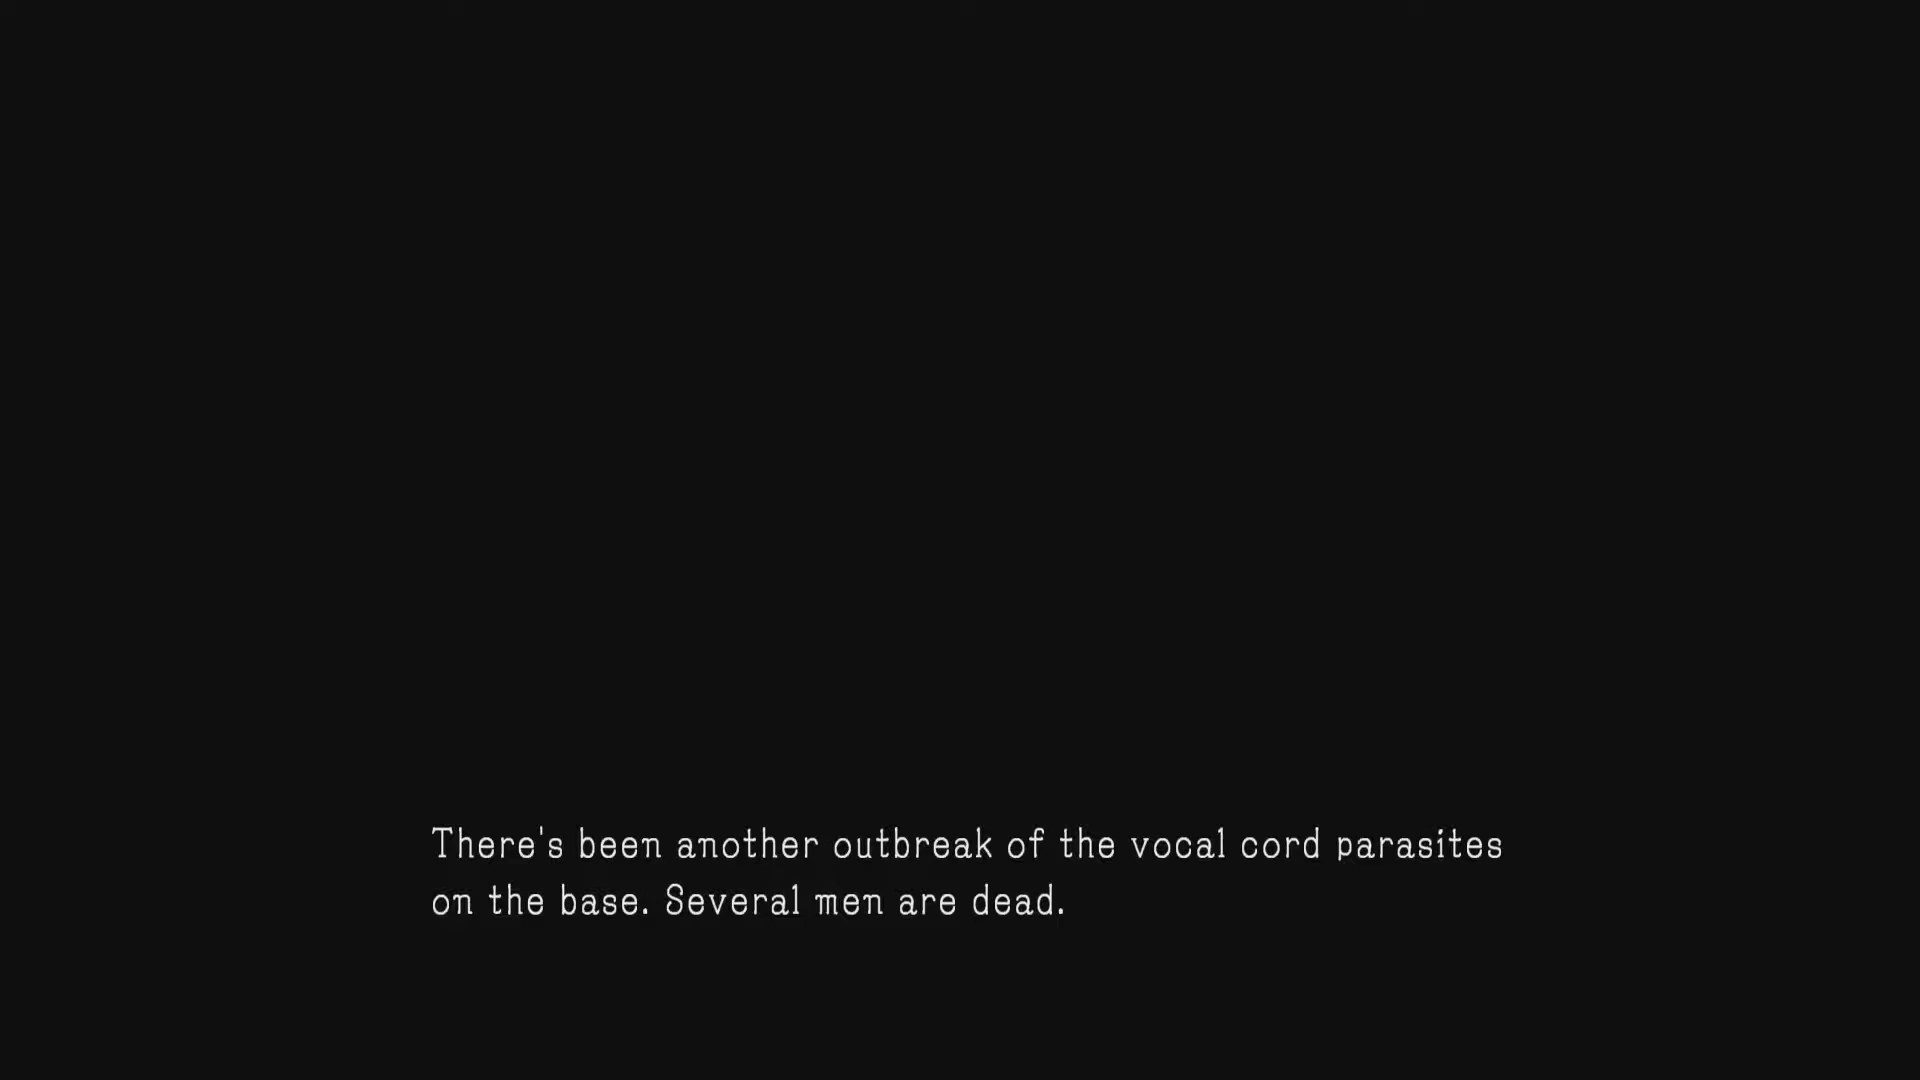 There's been another outbreak of the vocal cord parasites
on the base. Several men are dead.